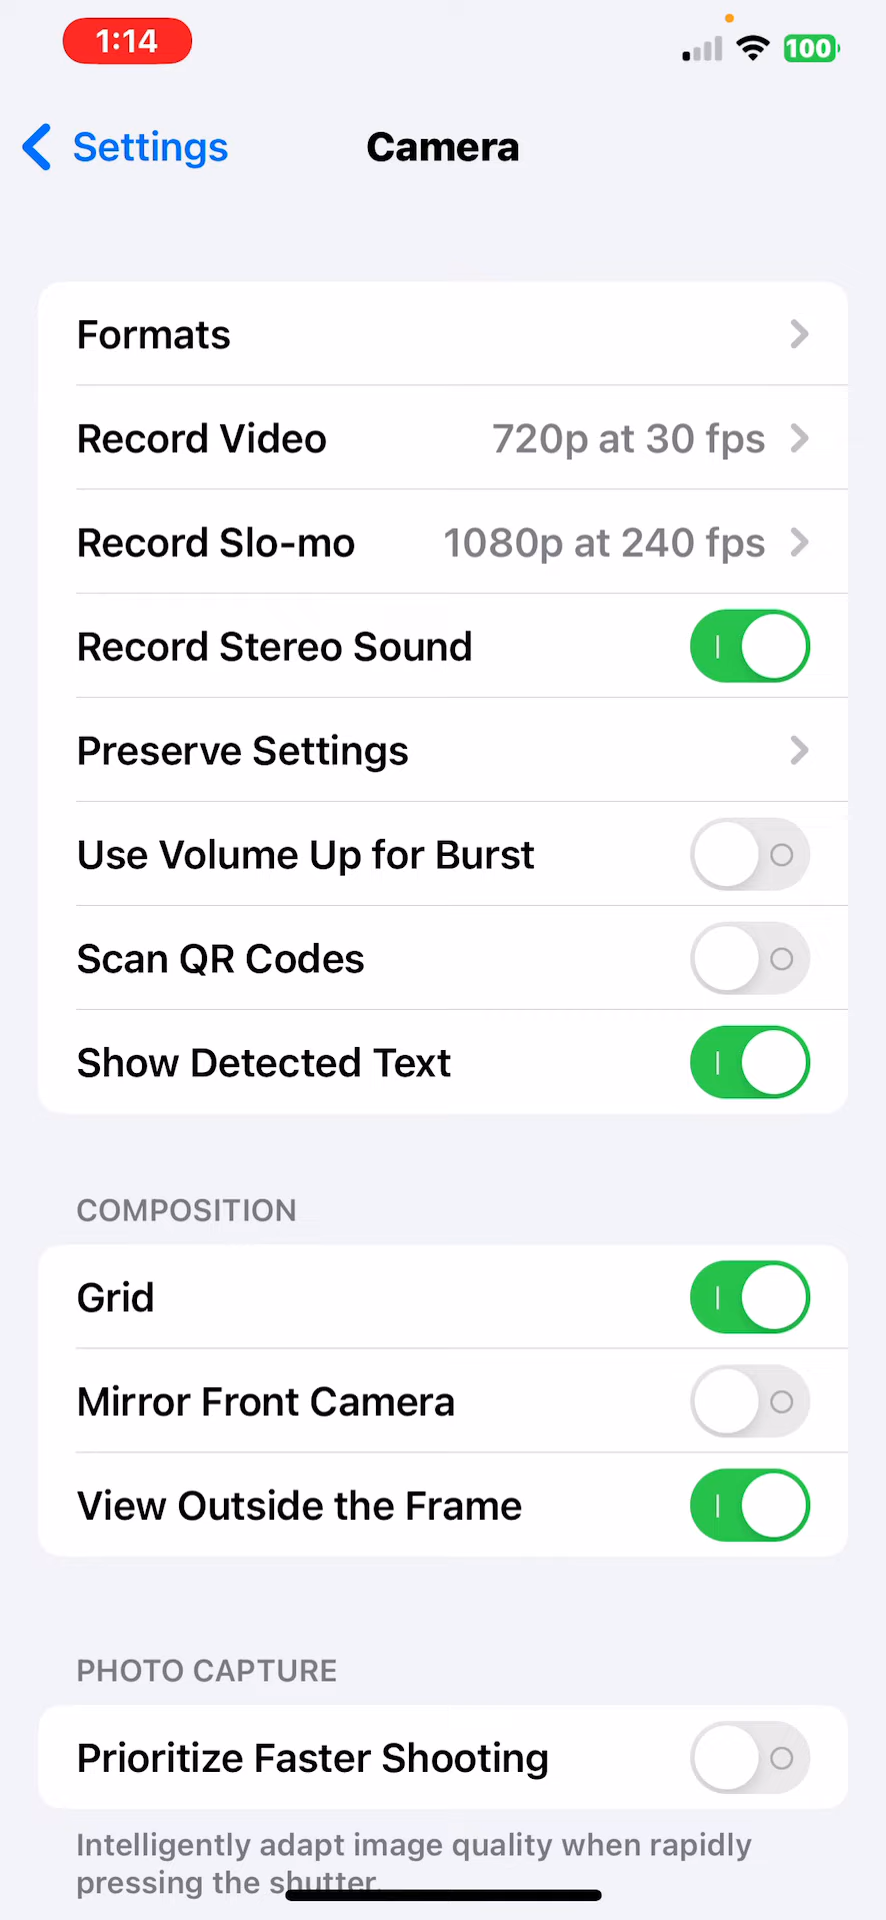 1:14
100
Settings
Camera
Formats
Record Video 720p at 30 fps
Record Slo-mo 1080p at 240 fps
Record Stereo Sound
Preserve Settings
Use Volume Up for Burst
Scan QR Codes
Show Detected Text
COMPOSITION
Grid
Mirror Front Camera
View Outside the Frame
PHOTO CAPTURE
Prioritize Faster Shooting
Intelligently adapt image quality when rapidly
pressing the shutter.